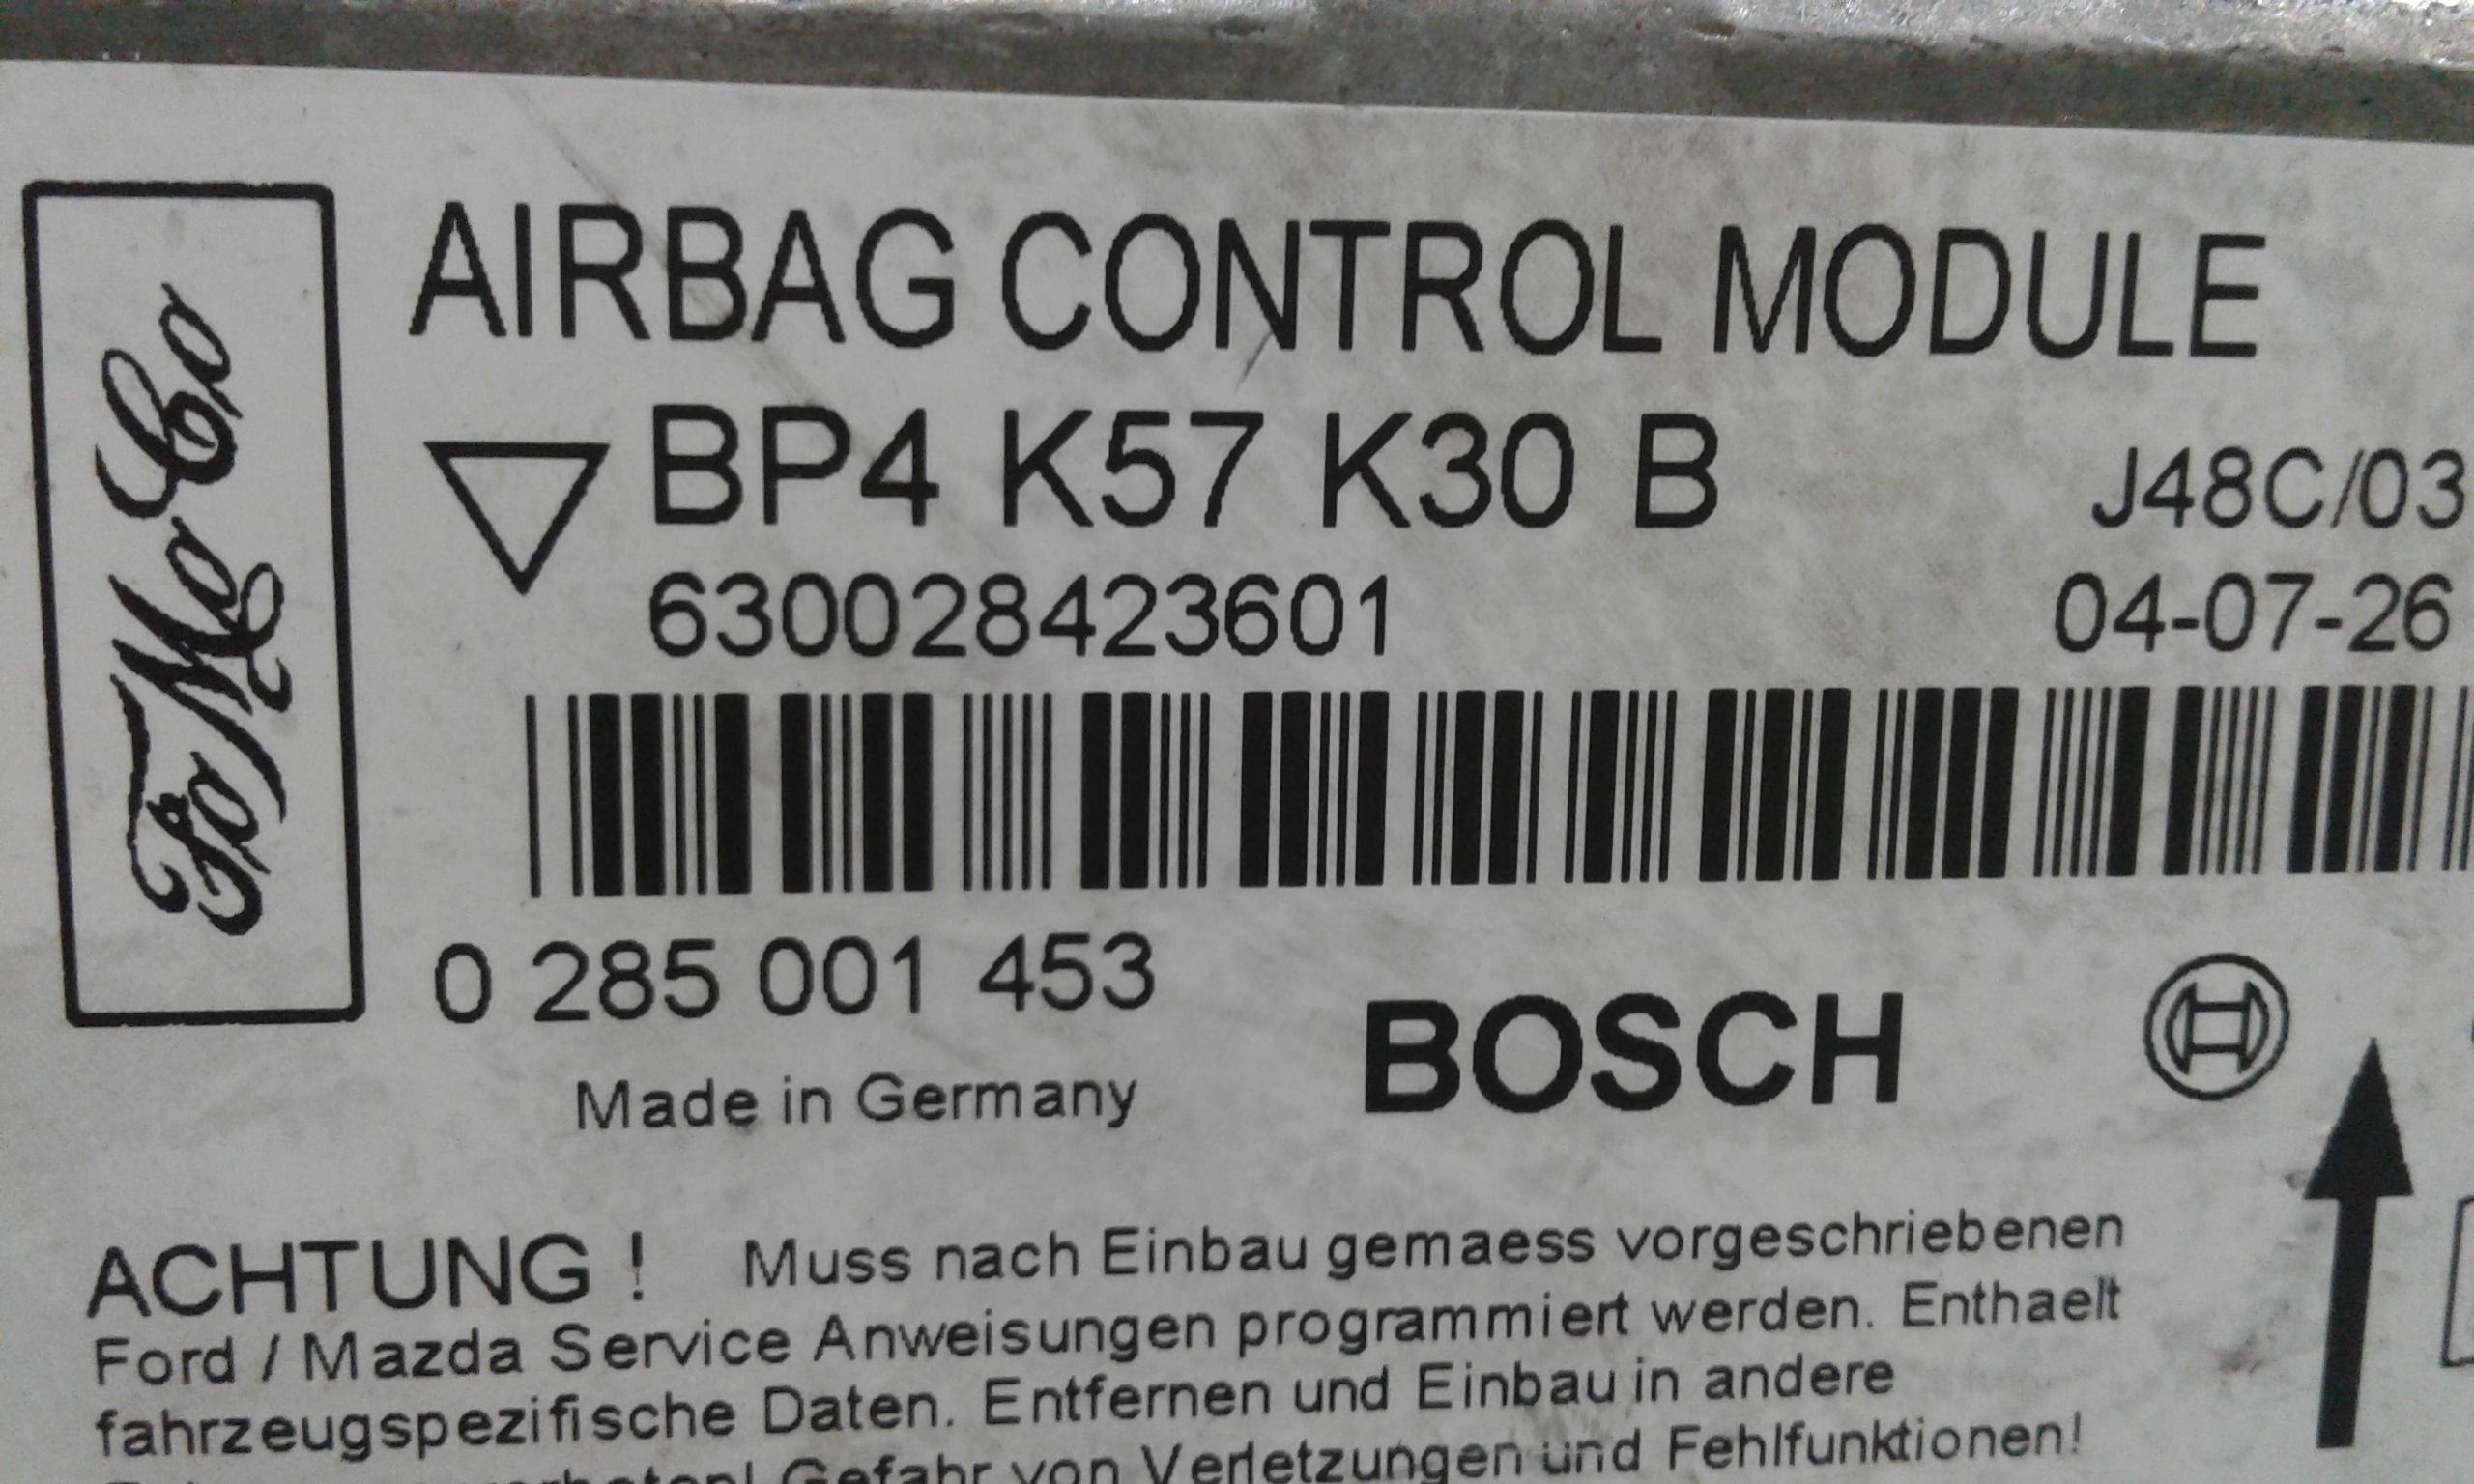 FoMoCo
AIRBAG CONTROL MODULE
BP4 K57 K30 B
J48C/03
630028423601
04-07-26
0 285 001 453
Made in Germany
BOSCH
ACHTUNG ! Muss nach Einbau gemaess vorgeschriebenen
Ford / Mazda Service Anweisungen programmiert werden. Enthaelt
fahrzeugspezifische Daten. Entfernen und Einbau in andere
Gefahr von Verletzungen und Fehlfunktionen!